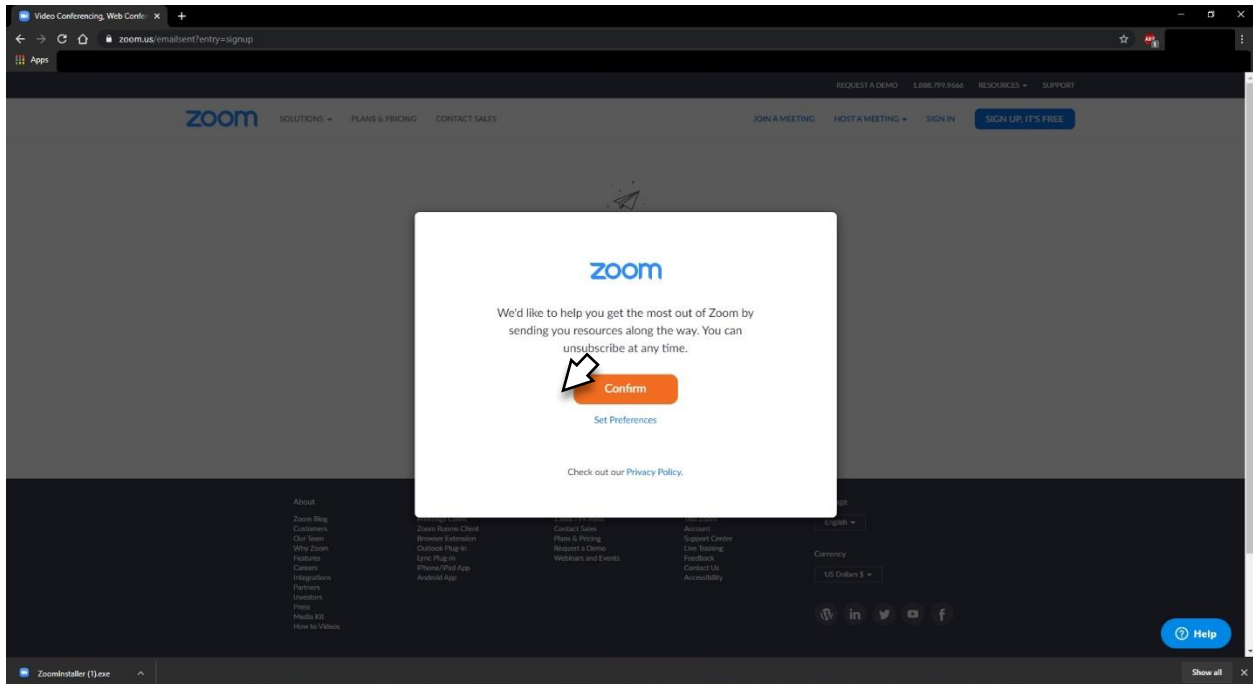 Video Conferencing, Web Confer
zoom.us/emailsent?entry=signup
Apps
REQUEST A DEMO 1.888.799.9666 RESOURCES SUPPORT
zoom SOLUTIONS PLANS & PRICING CONTACT SALES JOIN A MEETING HOST A MEETING SIGN IN SIGN UP, IT'S FREE
zoom
We'd like to help you get the most out of Zoom by
sending you resources along the way. You can
unsubscribe at any time.
Confirm
Set Preferences
Check out our Privacy Policy.
About
Zoom Blog
Customers
Our Team
Why Zoom
Features
Careers
Integrations
Partners
Investors
Press
Media Kit
How to Videos
Meetings Client
Zoom Rooms Client
Browser Extension
Outlook Plug-in
Lync Plug-in
iPhone/iPad App
Android App
Contact Sales
Plans & Pricing
Request a Demo
Webinars and Events
Test Zoom
Account
Support Center
Live Training
Feedback
Contact Us
Accessibility
English
Currency
US Dollars $
Help
ZoomInstaller (1).exe
Show all